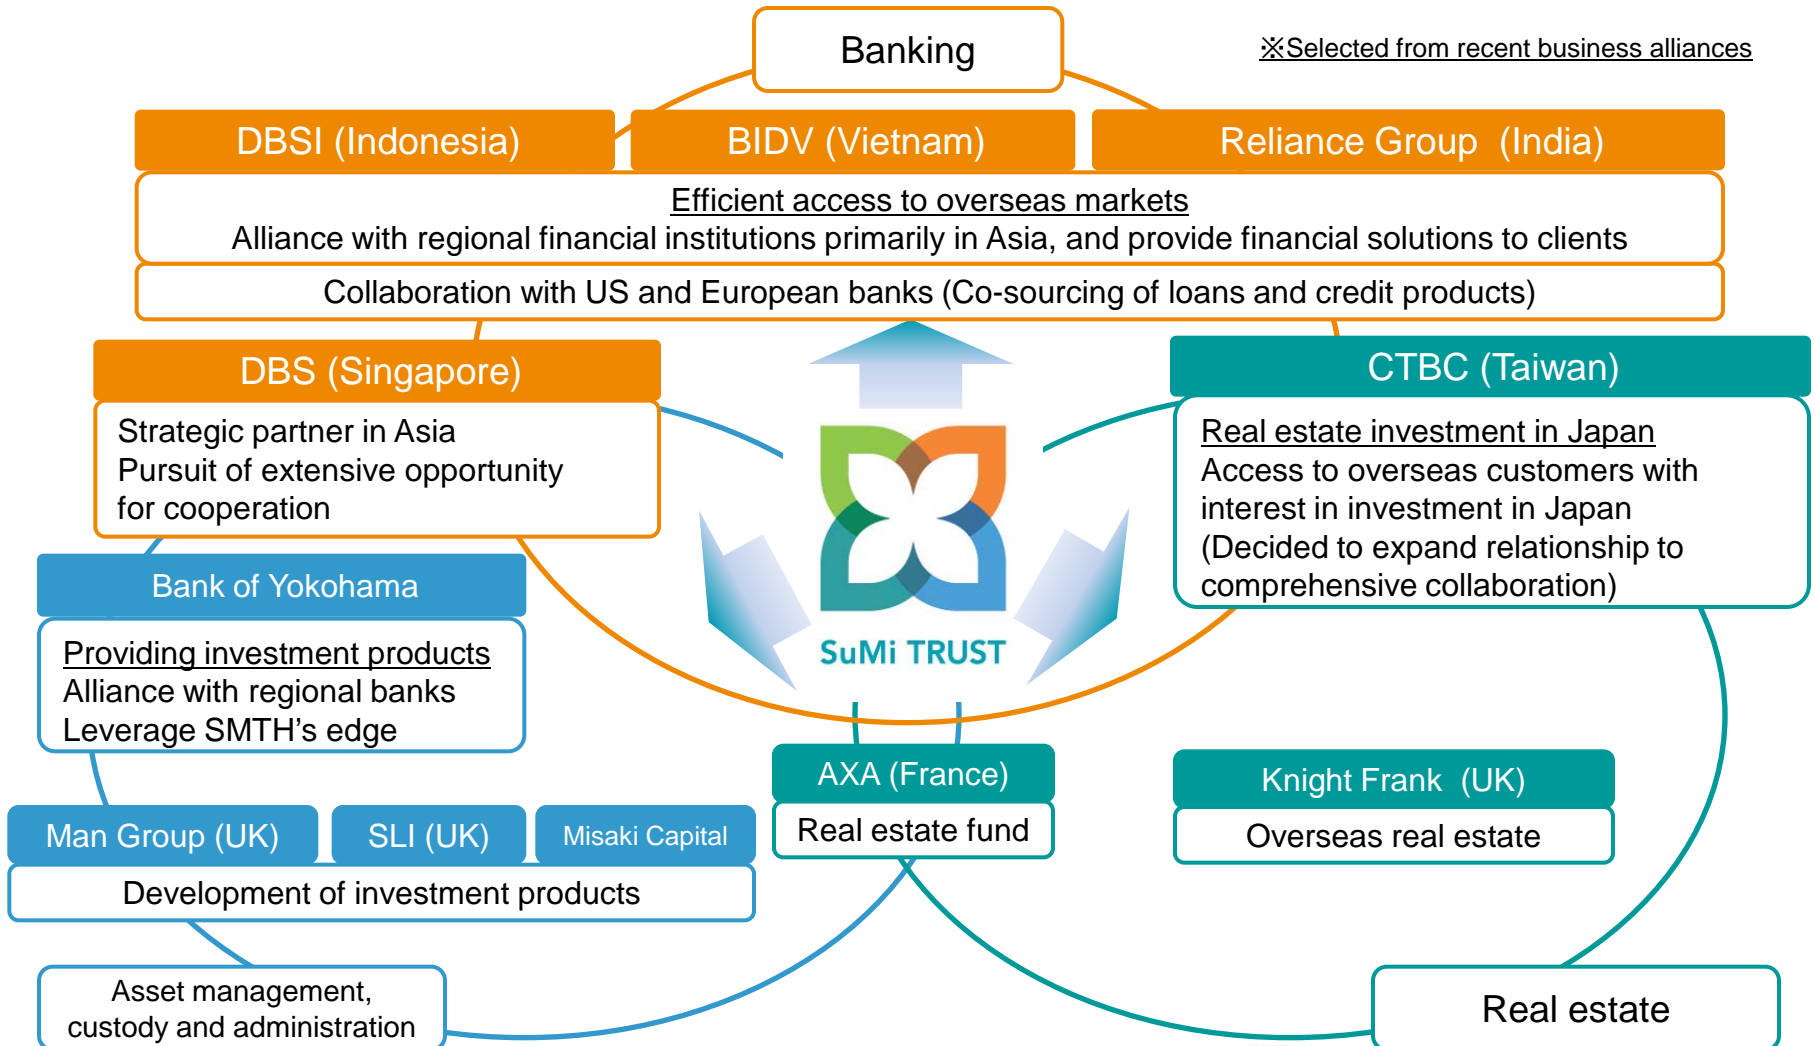 Banking
※Selected from recent business alliances
DBSI (Indonesia)
BIDV (Vietnam)
Reliance Group (India)
Efficient access to overseas markets
Alliance with regional financial institutions primarily in Asia, and provide financial solutions to clients
Collaboration with US and European banks (Co-sourcing of loans and credit products)
DBS (Singapore)
Strategic partner in Asia
Pursuit of extensive opportunity
for cooperation
CTBC (Taiwan)
Real estate investment in Japan
Access to overseas customers with
interest in investment in Japan
(Decided to expand relationship to
comprehensive collaboration)
SuMi TRUST
Bank of Yokohama
Providing investment products
Alliance with regional banks
Leverage SMTH’s edge
Man Group (UK)
SLI (UK)
Misaki Capital
Development of investment products
AXA (France)
Real estate fund
Knight Frank (UK)
Overseas real estate
Asset management,
custody and administration
Real estate